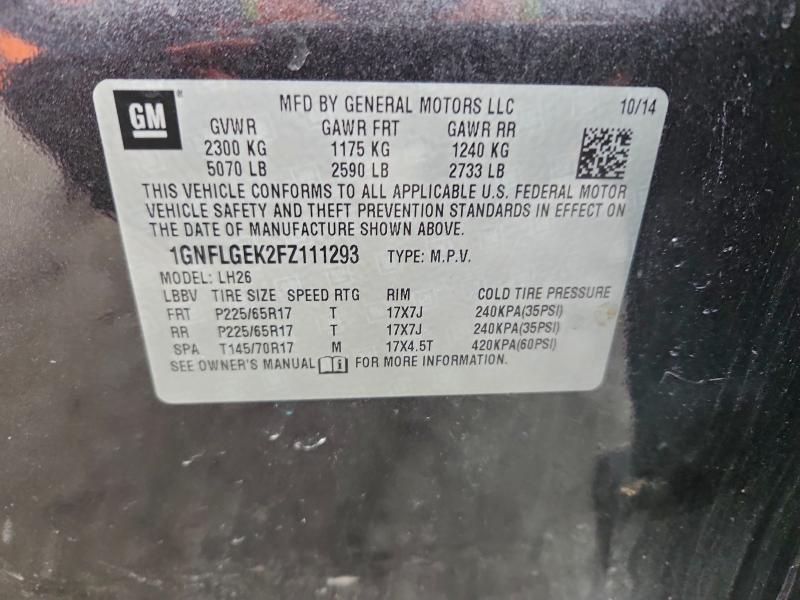 GM® MFD BY GENERAL MOTORS LLC 10/14
GVWR GAWR FRT GAWR RR
2300 KG 1175 KG 1240 KG
5070 LB 2590 LB 2733 LB
THIS VEHICLE CONFORMS TO ALL APPLICABLE U.S. FEDERAL MOTOR
VEHICLE SAFETY AND THEFT PREVENTION STANDARDS IN EFFECT ON
THE DATE OF MANUFACTURE SHOWN ABOVE.
1GNFLGEK2FZ111293 TYPE: M.P.V.
MODEL: LH26
LBBV TIRE SIZE SPEED RTG RIM COLD TIRE PRESSURE
FRT P225/65R17 T 17X7J 240KPA(35PSI)
RR P225/65R17 T 17X7J 240KPA(35PSI)
SPA T145/70R17 M 17X4.5T 420KPA(60PSI)
SEE OWNER'S MANUAL i FOR MORE INFORMATION.